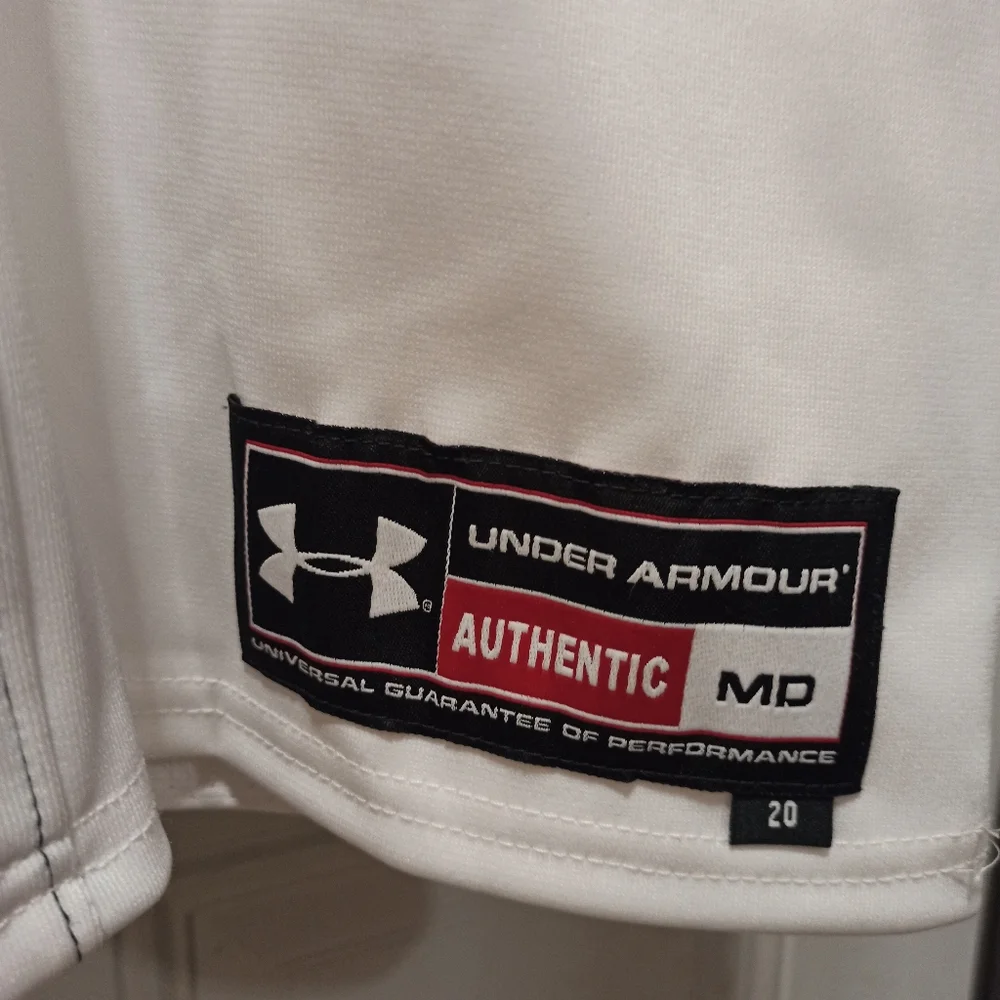 UNDER ARMOUR
AUTHENTIC MD
UNIVERSAL GUARANTEE OF PERFORMANCE
20